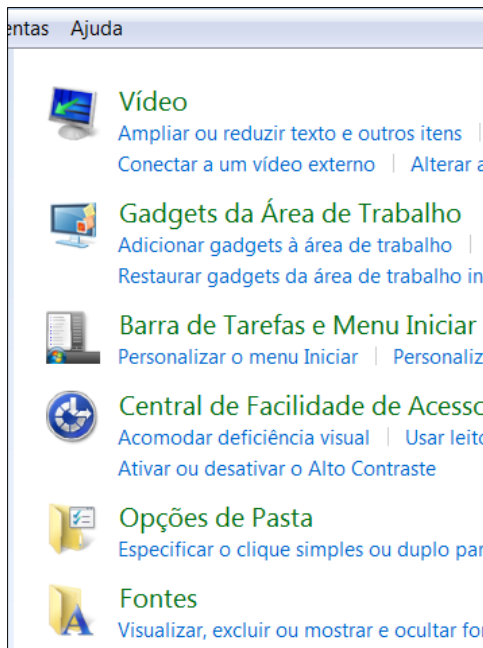 entas Ajuda
Vídeo
Ampliar ou reduzir texto e outros itens
Conectar a um vídeo externo | Alterar a
Gadgets da Área de Trabalho
Adicionar gadgets à área de trabalho
Restaurar gadgets da área de trabalho in
Barra de Tarefas e Menu Iniciar
Personalizar o menu Iniciar | Personaliz
Central de Facilidade de Acesso
Acomodar deficiência visual | Usar leito
Ativar ou desativar o Alto Contraste
Opções de Pasta
Especificar o clique simples ou duplo par
Fontes
Visualizar, excluir ou mostrar e ocultar for